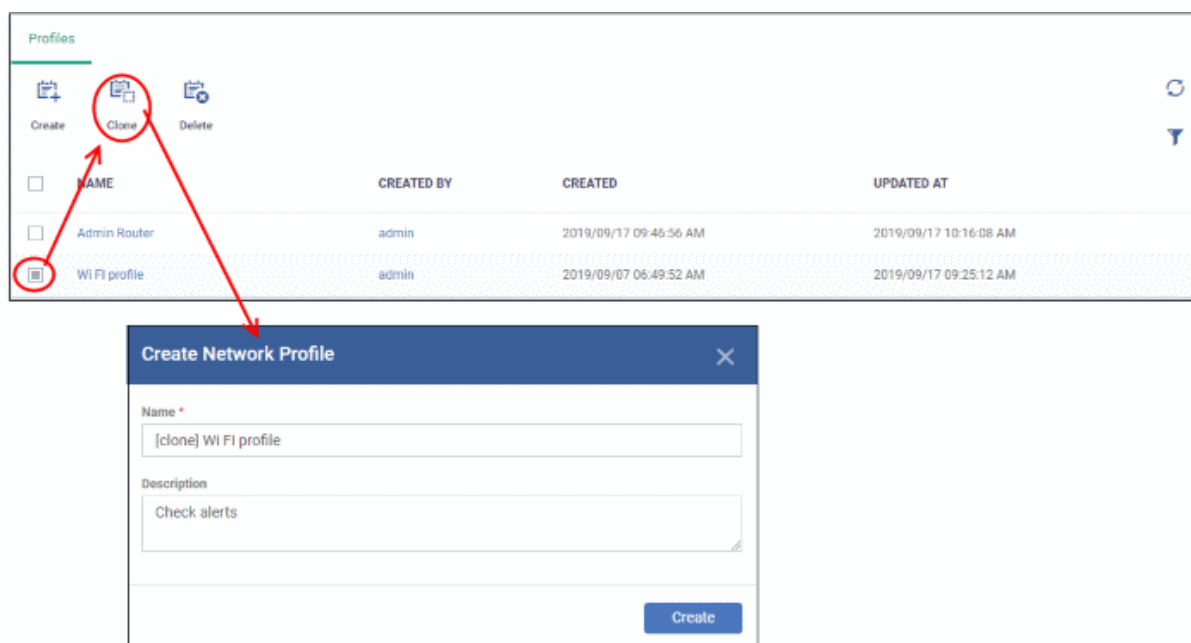 Profiles
Create Clone Delete
NAME CREATED BY CREATED UPDATED AT
Admin Router admin 2019/09/17 09:46:56 AM 2019/09/17 10:16:08 AM
Wi FI profile admin 2019/09/07 06:49:52 AM 2019/09/17 09:25:12 AM
Create Network Profile
Name *
[clone] Wi FI profile
Description
Check alerts
Create